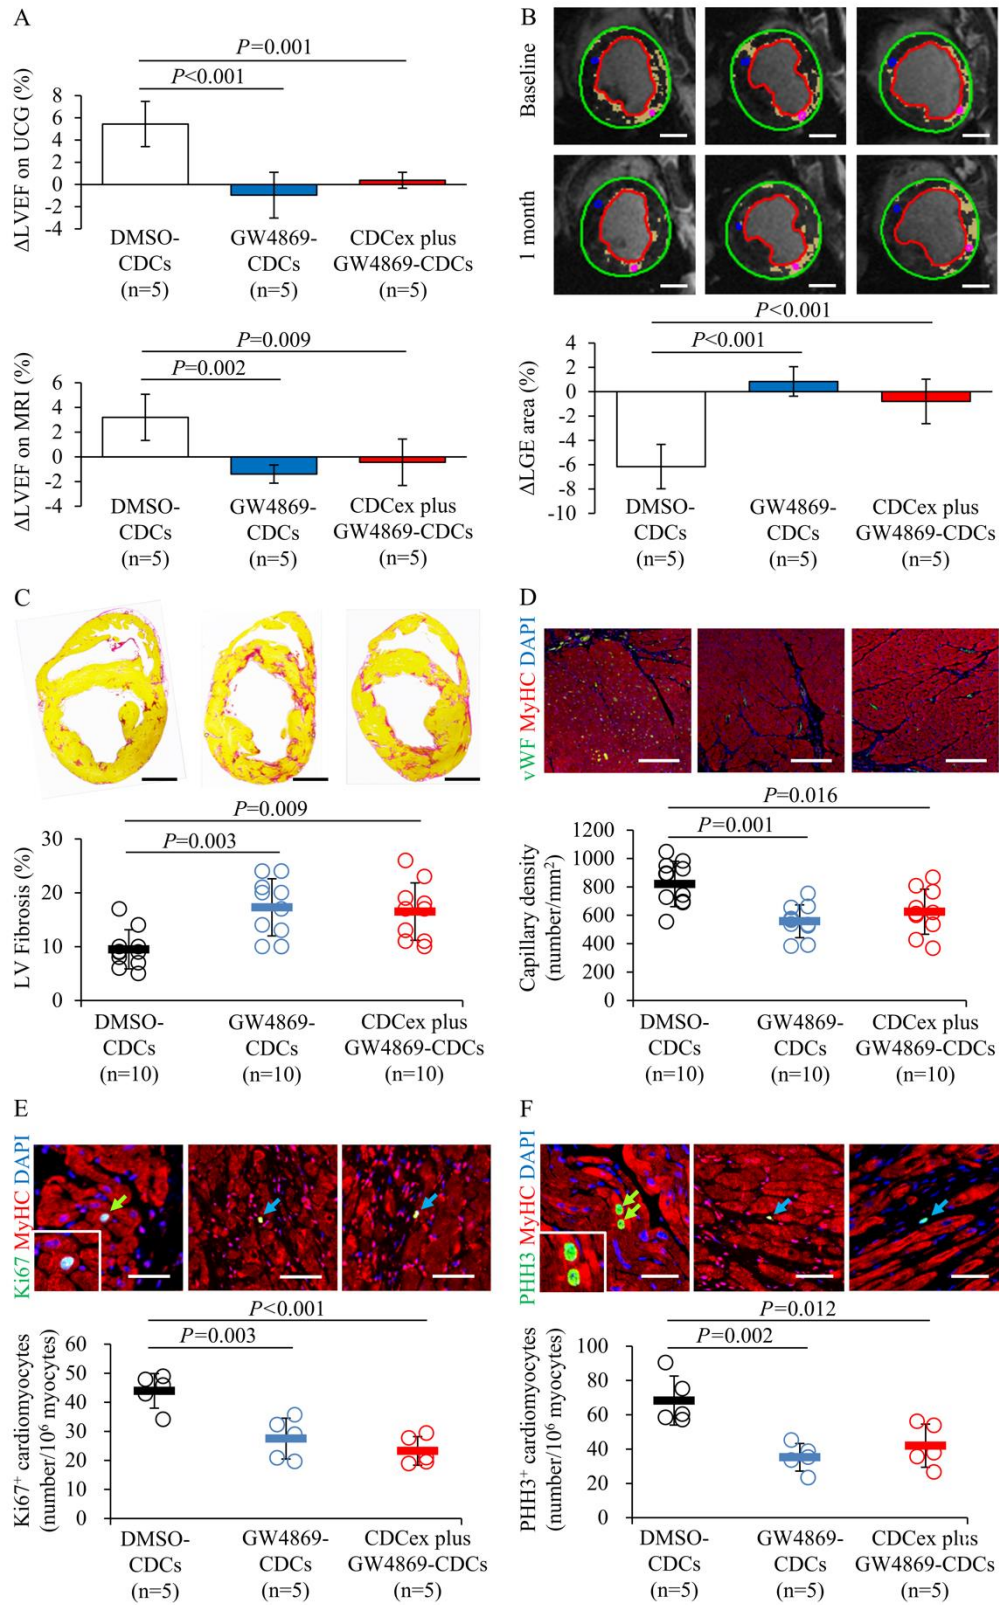 A
P=0.001
P<0.001
ΔLVEF on UCG (%)
8
6
4
2
0
-2
-4
DMSO-
CDCs
(n=5)
GW4869-
CDCs
(n=5)
CDCex plus
GW4869-CDCs
(n=5)
P=0.009
P=0.002
ΔLVEF on MRI (%)
6
4
2
0
-2
-4
DMSO-
CDCs
(n=5)
GW4869-
CDCs
(n=5)
CDCex plus
GW4869-CDCs
(n=5)
B
Baseline
1 month
P<0.001
P<0.001
ΔLGE area (%)
4
2
0
-2
-4
-6
-8
-10
DMSO-
CDCs
(n=5)
GW4869-
CDCs
(n=5)
CDCex plus
GW4869-CDCs
(n=5)
C
P=0.009
P=0.003
LV Fibrosis (%)
30
20
10
0
DMSO-
CDCs
(n=10)
GW4869-
CDCs
(n=10)
CDCex plus
GW4869-CDCs
(n=10)
D
vWF MyHC DAPI
P=0.016
P=0.001
Capillary density
(number/mm²)
1200
1000
800
600
400
200
0
DMSO-
CDCs
(n=10)
GW4869-
CDCs
(n=10)
CDCex plus
GW4869-CDCs
(n=10)
E
Ki67 MyHC DAPI
P<0.001
P=0.003
Ki67⁺ cardiomyocytes
(number/10⁶ myocytes)
60
50
40
30
20
10
0
DMSO-
CDCs
(n=5)
GW4869-
CDCs
(n=5)
CDCex plus
GW4869-CDCs
(n=5)
F
PHH3 MyHC DAPI
P=0.012
P=0.002
PHH3⁺ cardiomyocytes
(number/10⁶ myocytes)
100
80
60
40
20
0
DMSO-
CDCs
(n=5)
GW4869-
CDCs
(n=5)
CDCex plus
GW4869-CDCs
(n=5)